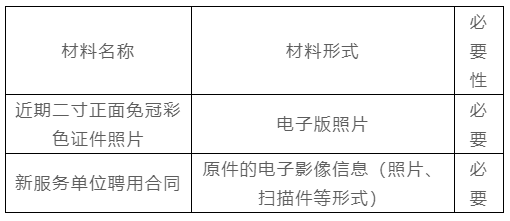 材料名称
材料形式
必
要
性
近期二寸正面免冠彩
色证件照片
电子版照片
必
要
新服务单位聘用合同
原件的电子影像信息（照片、
扫描件等形式）
必
要